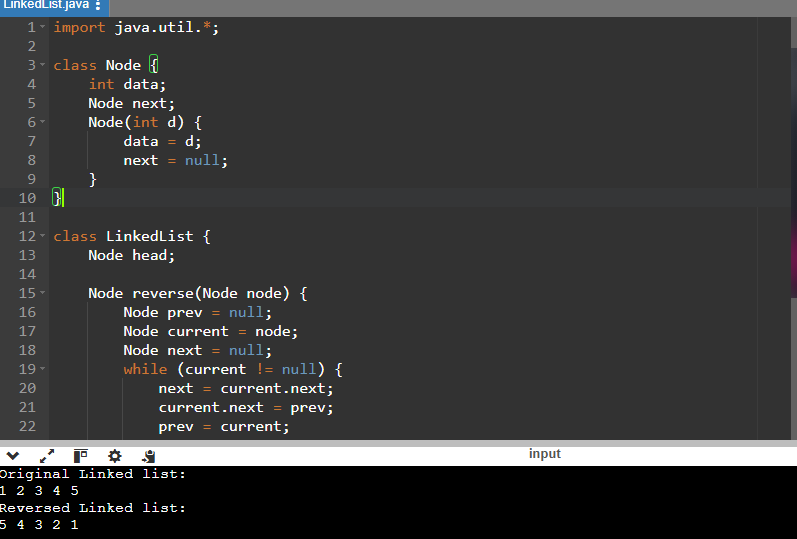 LinkedList.java
1 import java.util.*;
2
3 class Node {
4     int data;
5     Node next;
6     Node(int d) {
7         data = d;
8         next = null;
9     }
10 }
11
12 class LinkedList {
13     Node head;
14
15     Node reverse(Node node) {
16         Node prev = null;
17         Node current = node;
18         Node next = null;
19         while (current != null) {
20             next = current.next;
21             current.next = prev;
22             prev = current;
input
Original Linked list:
1 2 3 4 5
Reversed Linked list:
5 4 3 2 1